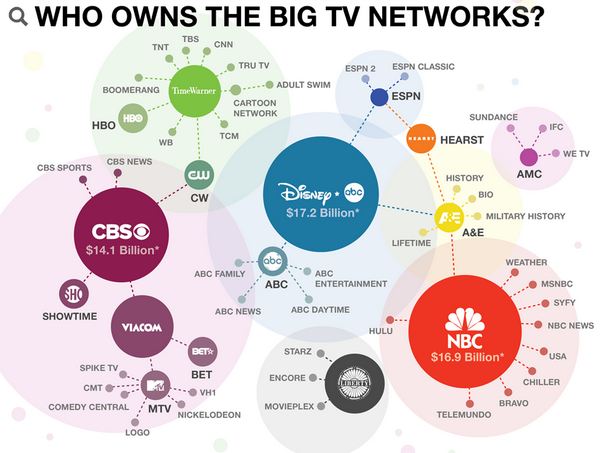 WHO OWNS THE BIG TV NETWORKS?
TNT
TBS
CNN
TRU TV
BOOMERANG
TimeWarner
ADULT SWIM
CARTOON
NETWORK
HBO
HBO
WB
TCM
CW
CW
ESPN 2
ESPN CLASSIC
ESPN
HEARST
HEARST
SUNDANCE
IFC
WE TV
AMC
CBS SPORTS
CBS NEWS
CBS
$14.1 Billion*
Disney
abc
$17.2 Billion*
HISTORY
BIO
MILITARY HISTORY
A&E
A&E
LIFETIME
SHO
SHOWTIME
VIACOM
BET
BET
SPIKE TV
CMT
COMEDY CENTRAL
LOGO
MTV
MTV
VH1
NICKELODEON
abc
ABC
ABC FAMILY
ABC NEWS
ABC
ENTERTAINMENT
ABC DAYTIME
STARZ
ENCORE
MOVIEPLEX
LIBERTY
HULU
NBC
$16.9 Billion*
WEATHER
MSNBC
SYFY
NBC NEWS
USA
CHILLER
BRAVO
TELEMUNDO